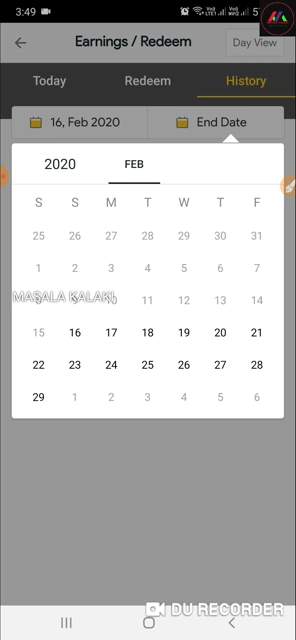 3:49
Earnings / Redeem
Day View
Today Redeem History
16, Feb 2020 End Date
2020 FEB
S S M T W T F
25 26 27 28 29 30 31
1 2 3 4 5 6 7
MASALA KALAKI 10 11 12 13 14
15 16 17 18 19 20 21
22 23 24 25 26 27 28
29 1 2 3 4 5 6
DU RECORDER